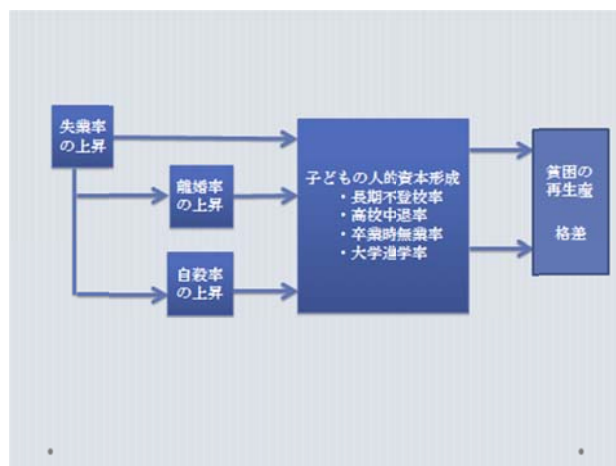 失業率
の上昇
離婚率
の上昇
自殺率
の上昇
子どもの人的資本形成
・長期不登校率
・高校中退率
・卒業時無業率
・大学進学率
貧困の
再生産
格差